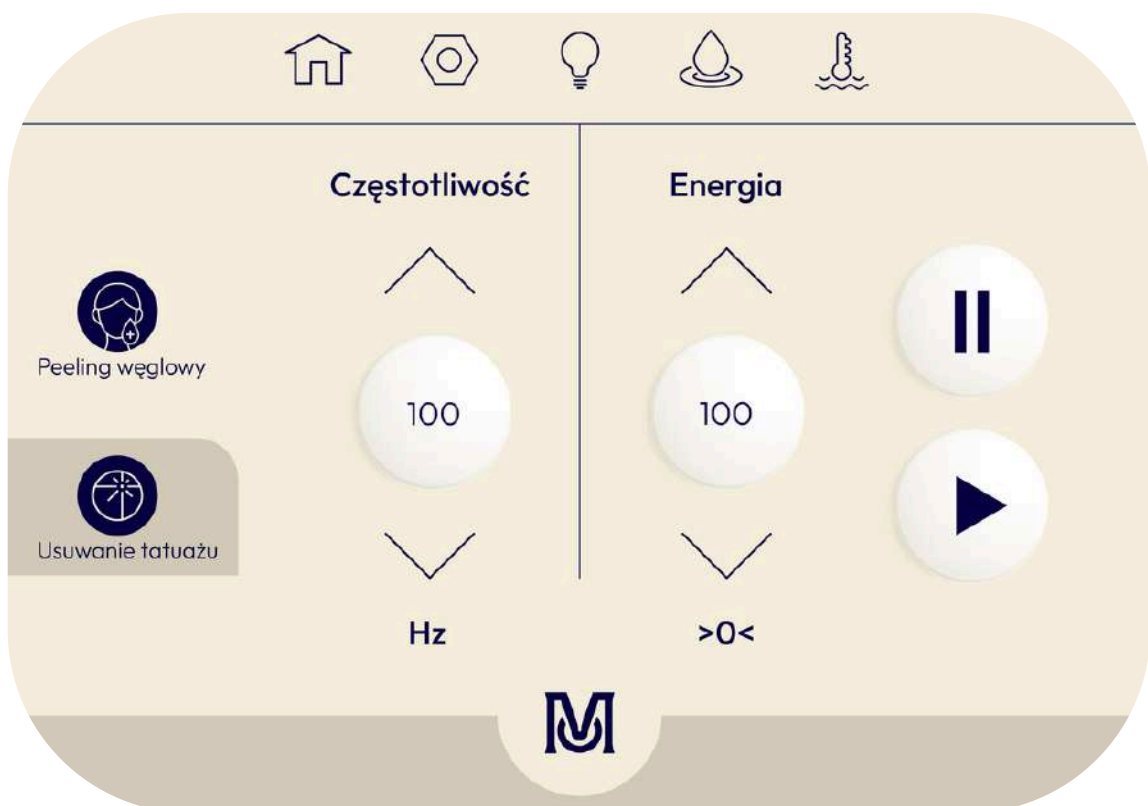 Częstotliwość
Energia
Peeling węglowy
100
100
Usuwanie tatuażu
Hz
>0<